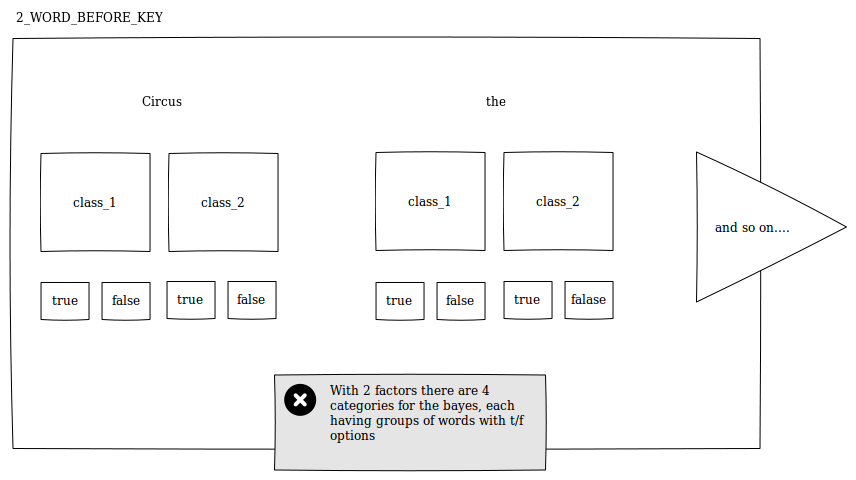 2_WORD_BEFORE_KEY
Circus
the
class_1
class_2
class_1
class_2
and so on....
true
false
true
false
true
false
true
falase
With 2 factors there are 4
categories for the bayes, each
having groups of words with t/f
options